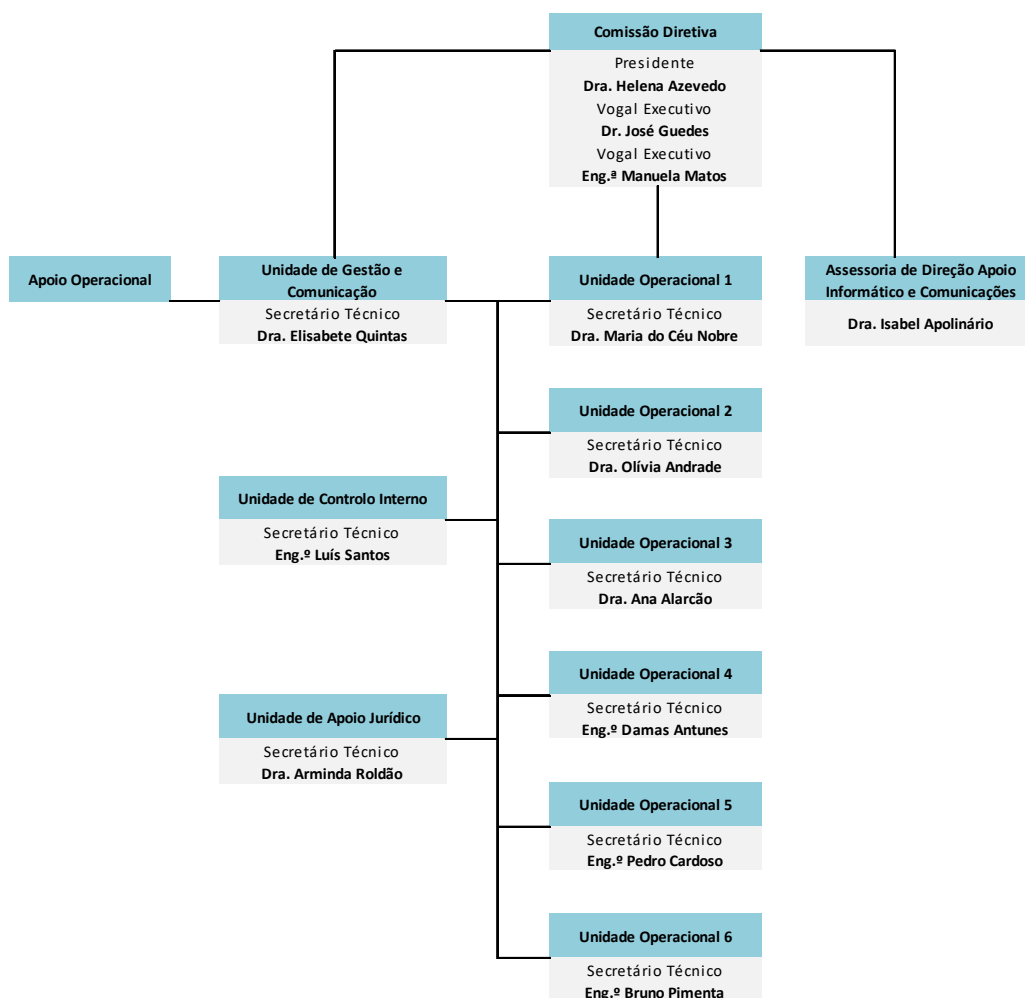 Comissão Diretiva
Presidente
Dra. Helena Azevedo
Vogal Executivo
Dr. José Guedes
Vogal Executivo
Eng.ª Manuela Matos
Apoio Operacional
Unidade de Gestão e
Comunicação
Secretário Técnico
Dra. Elisabete Quintas
Unidade Operacional 1
Secretário Técnico
Dra. Maria do Céu Nobre
Assessoria de Direção Apoio
Informático e Comunicações
Dra. Isabel Apolinário
Unidade Operacional 2
Secretário Técnico
Dra. Olívia Andrade
Unidade de Controlo Interno
Secretário Técnico
Eng.º Luís Santos
Unidade Operacional 3
Secretário Técnico
Dra. Ana Alarcão
Unidade Operacional 4
Secretário Técnico
Eng.º Damas Antunes
Unidade de Apoio Jurídico
Secretário Técnico
Dra. Arminda Roldão
Unidade Operacional 5
Secretário Técnico
Eng.º Pedro Cardoso
Unidade Operacional 6
Secretário Técnico
Eng.º Bruno Pimenta